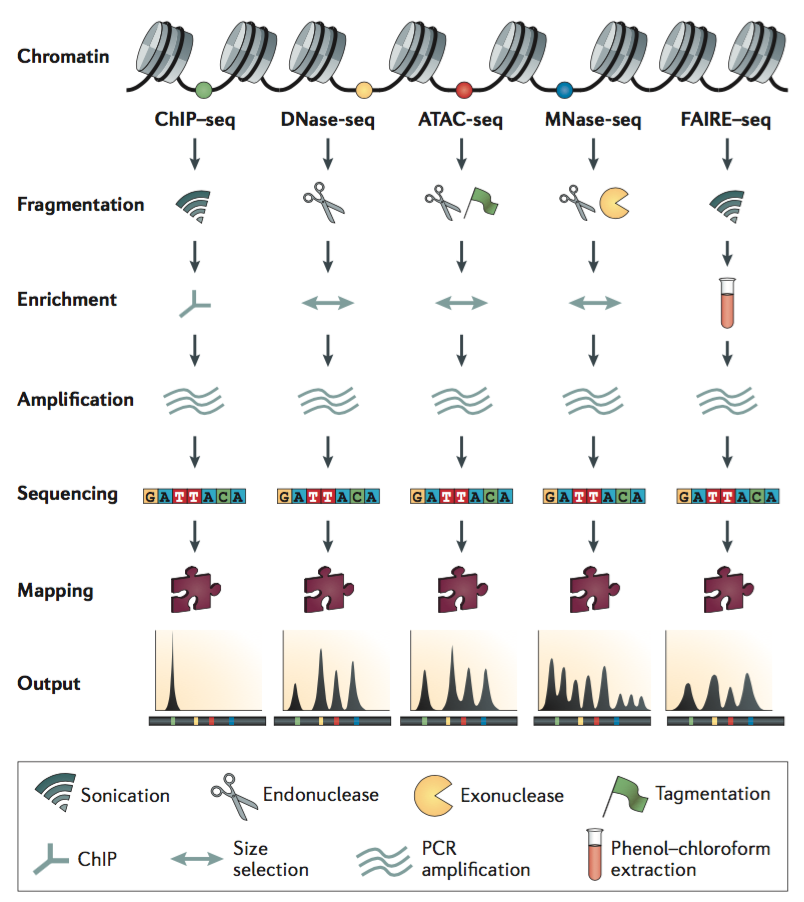 Chromatin
ChIP–seq DNase-seq ATAC-seq MNase-seq FAIRE–seq
Fragmentation
Enrichment
Amplification
Sequencing GATTACA GATTACA GATTACA GATTACA GATTACA
Mapping
Output
Sonication Endonuclease Exonuclease Tagmentation
ChIP Size selection PCR amplification Phenol–chloroform extraction